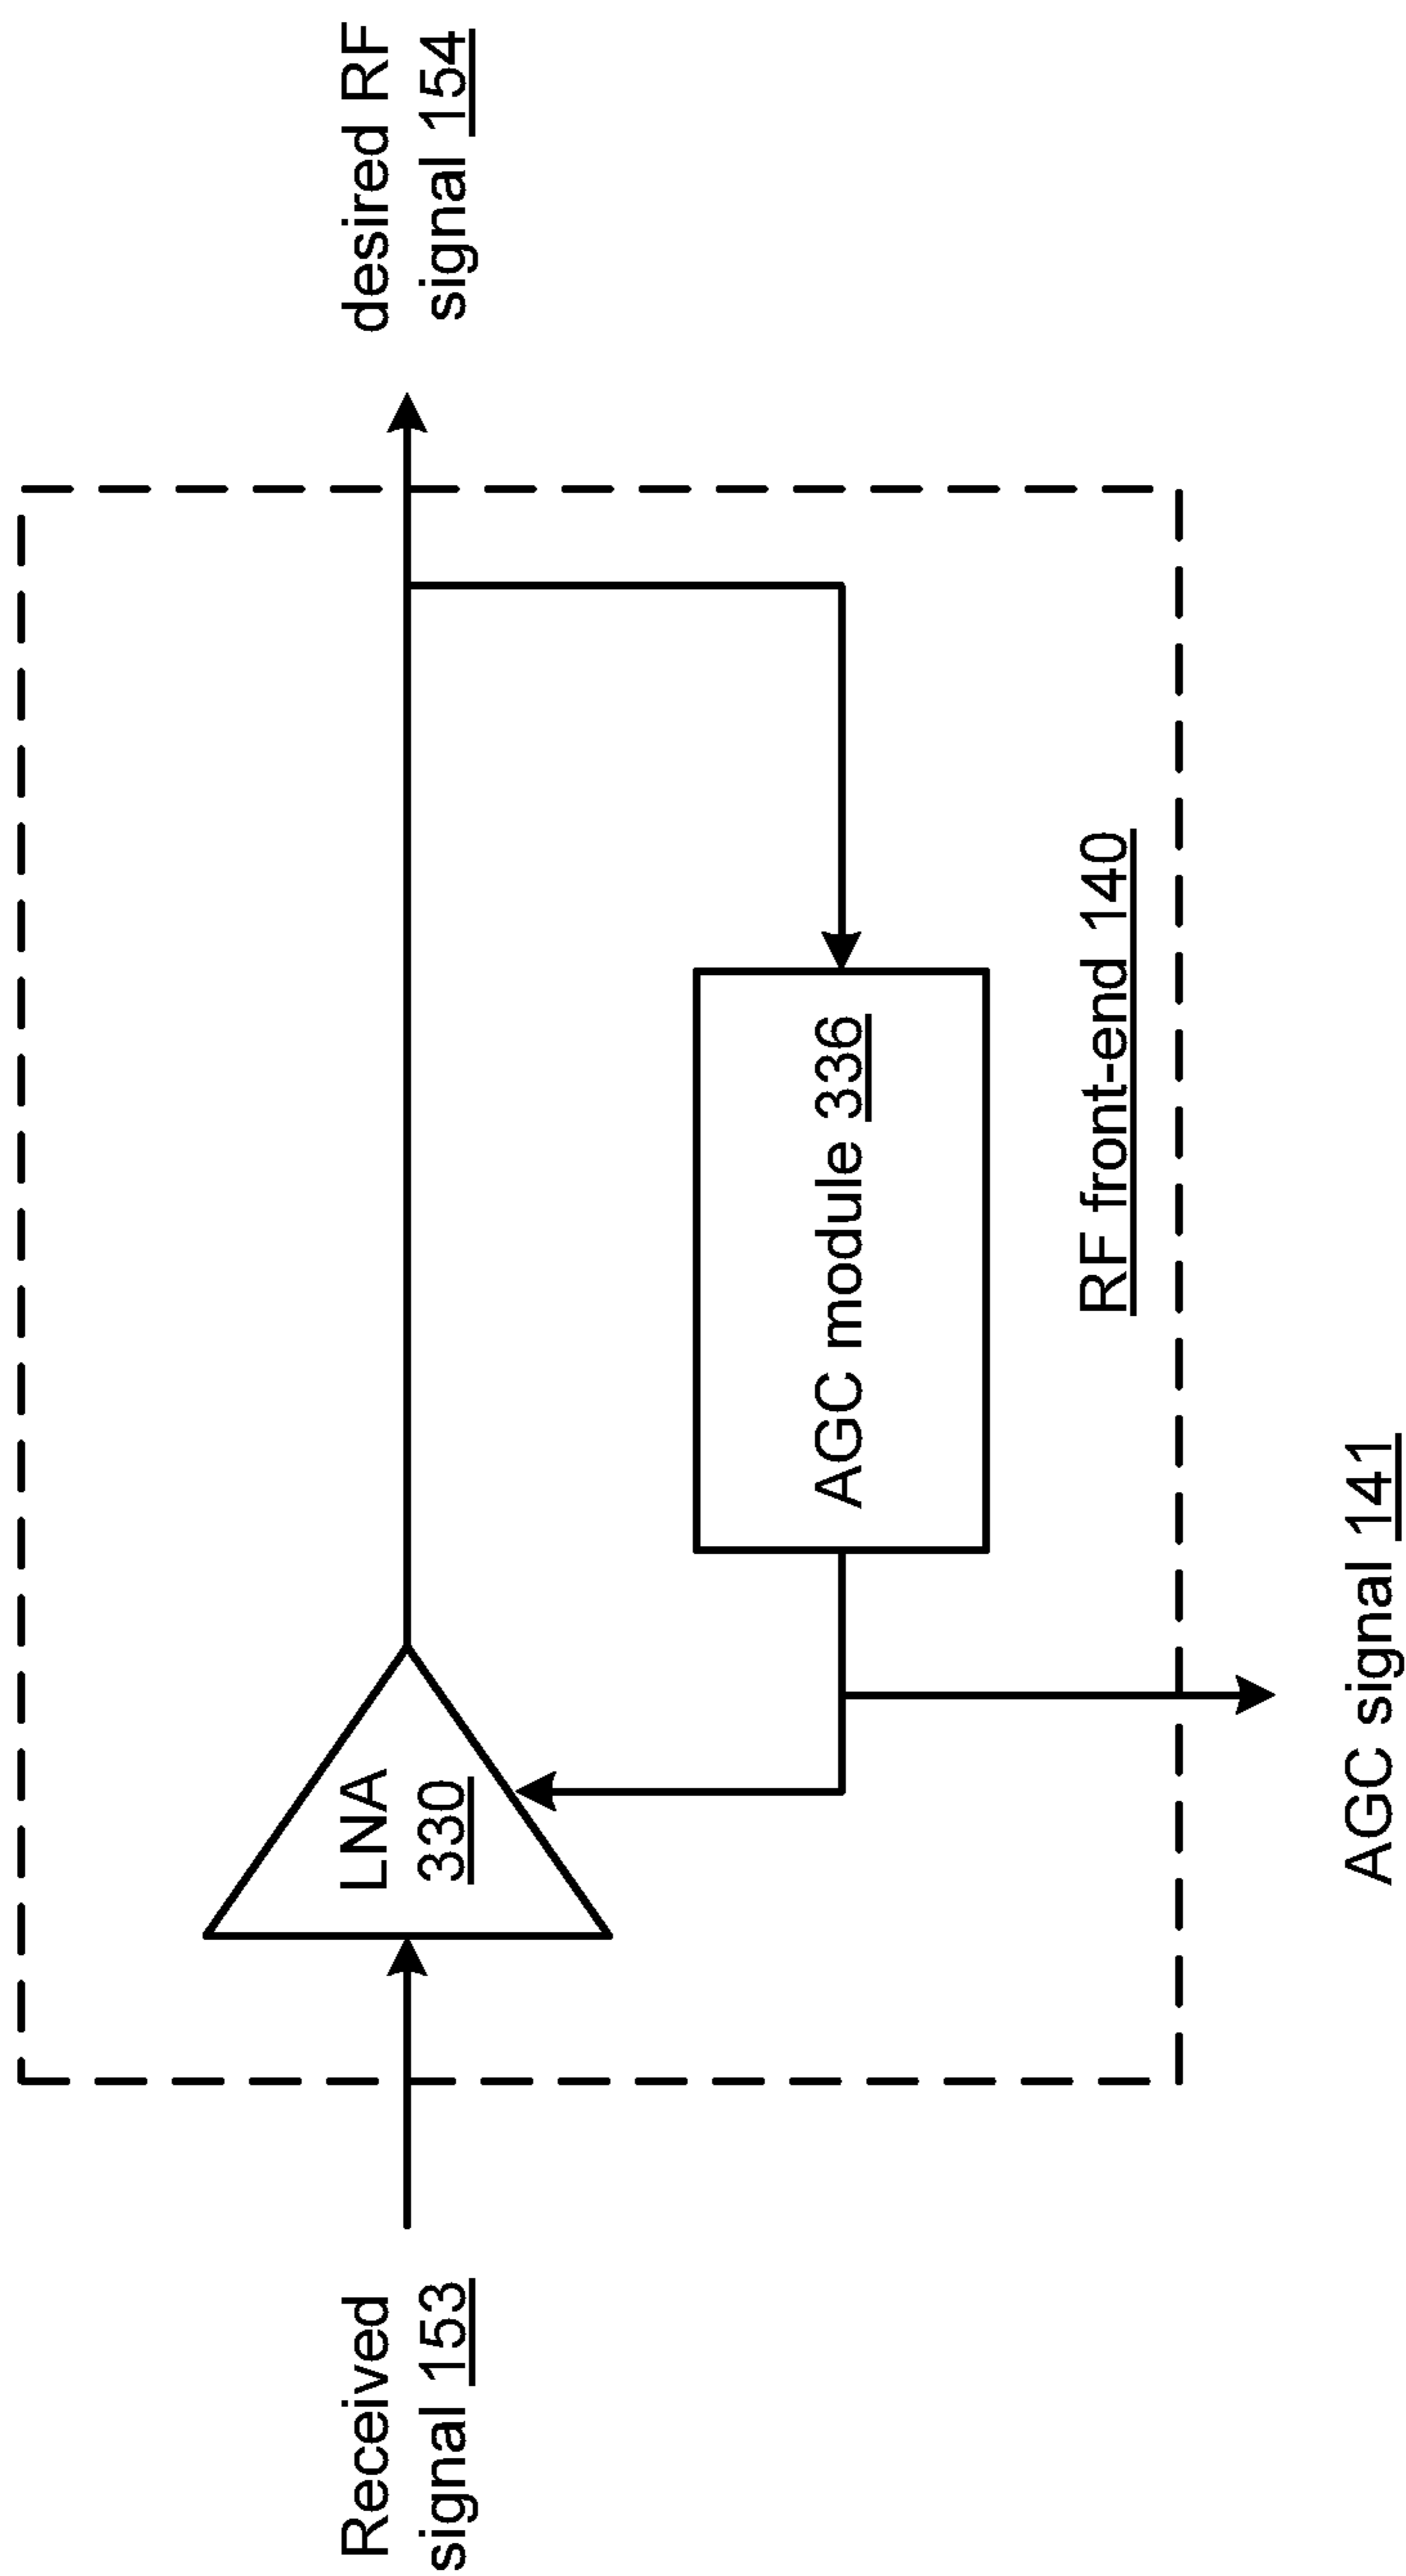 Received
signal 153
LNA
330
desired RF
signal 154
AGC module 336
RF front-end 140
AGC signal 141